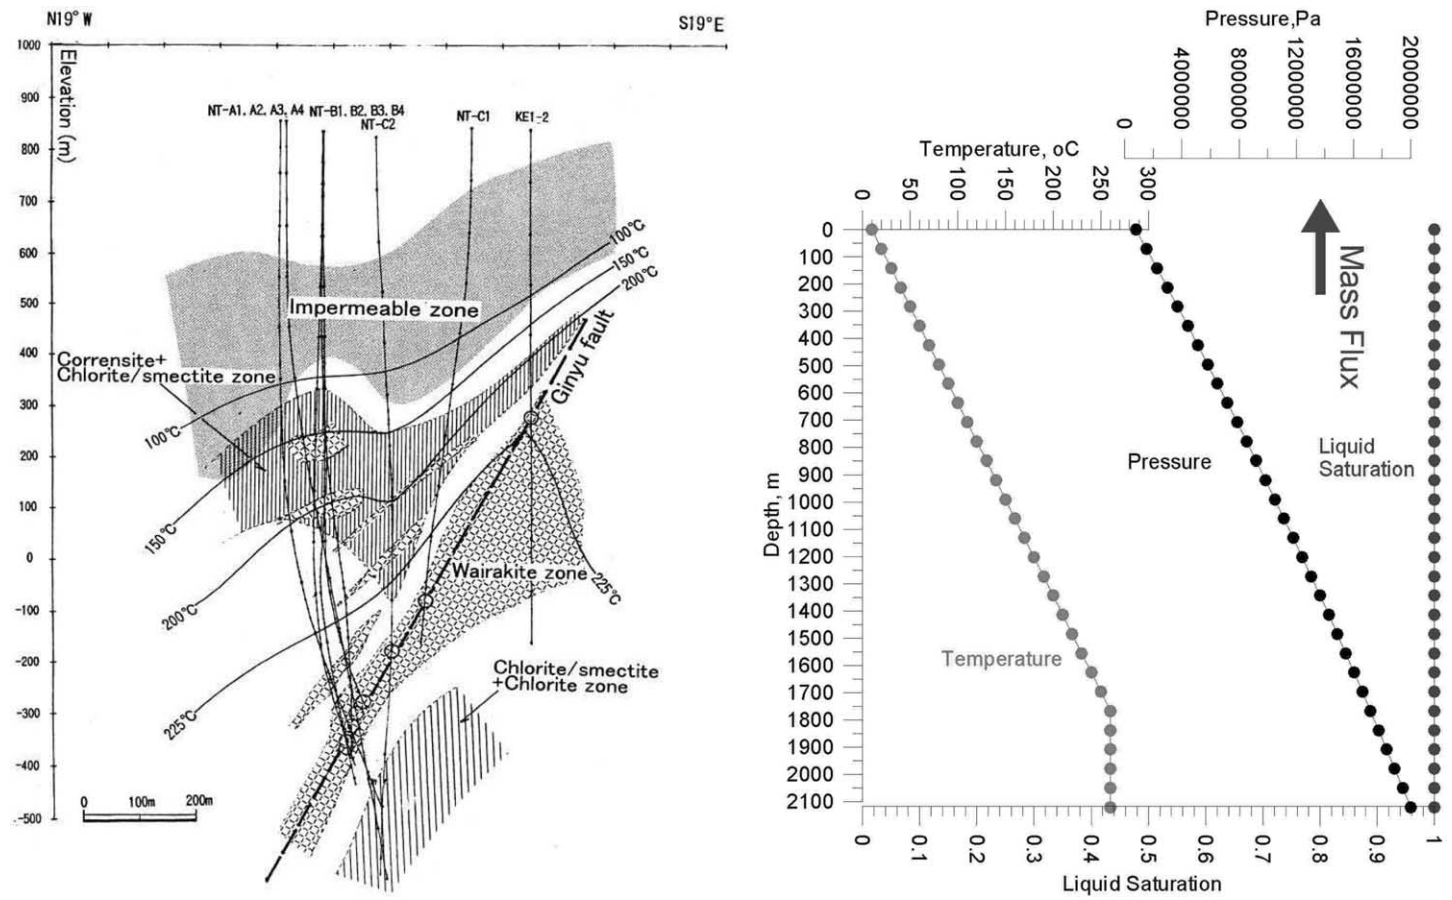 N19°W
S19°E
Elevation (m)
1000
900
800
700
600
500
400
300
200
100
0
-100
-200
-300
-400
-500
NT-A1, A2, A3, A4
NT-B1, B2, B3, B4
NT-C2
NT-C1
KE1-2
100°C
150°C
200°C
Impermeable zone
Corrensite+
Chlorite/smectite zone
Ginyu fault
100°C
150°C
200°C
225°C
Wairakite zone
225°C
Chlorite/smectite
+Chlorite zone
0 100m 200m
Pressure,Pa
0
4000000
8000000
12000000
16000000
20000000
Temperature, oC
0
50
100
150
200
250
300
Depth, m
0
100
200
300
400
500
600
700
800
900
1000
1100
1200
1300
1400
1500
1600
1700
1800
1900
2000
2100
Mass Flux
Pressure
Liquid
Saturation
Temperature
0.1
0.2
0.3
0.4
0.5
0.6
0.7
0.8
0.9
1
Liquid Saturation